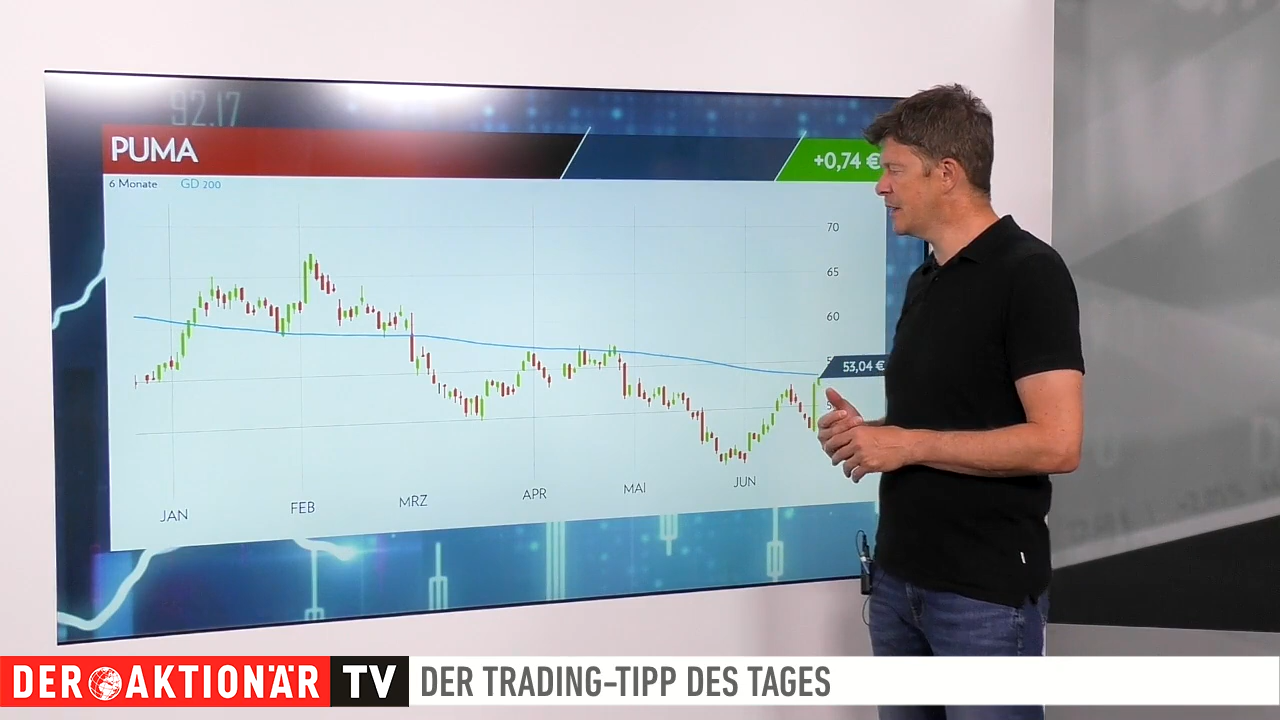 92.17
PUMA
+0,74 €
6 Monate GD 200
70
65
60
53,04 €
JAN FEB MRZ APR MAI JUN
DER AKTIONÄR TV DER TRADING-TIPP DES TAGES